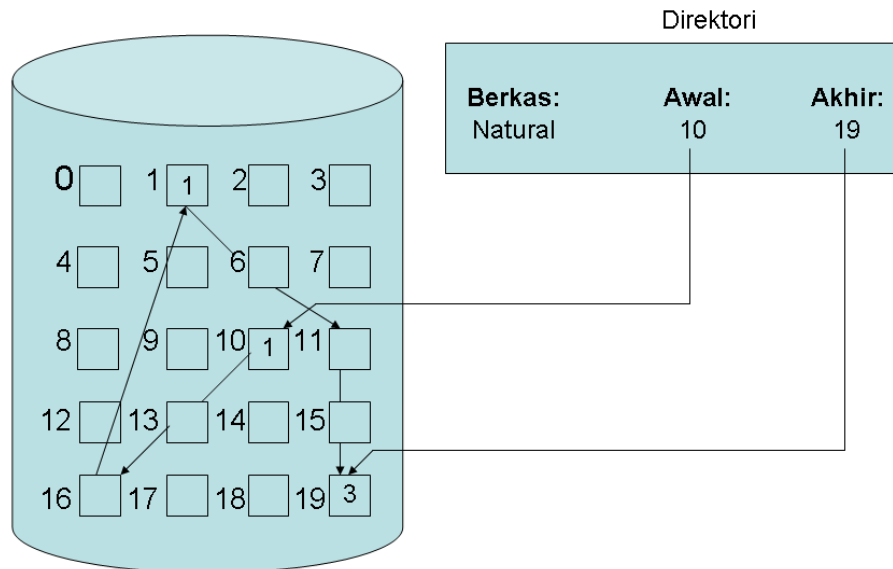 Direktori
Berkas: Awal: Akhir:
Natural 10 19
0 1 1 2 3
4 5 6 7
8 9 10 1 11
12 13 14 15
16 17 18 19 3